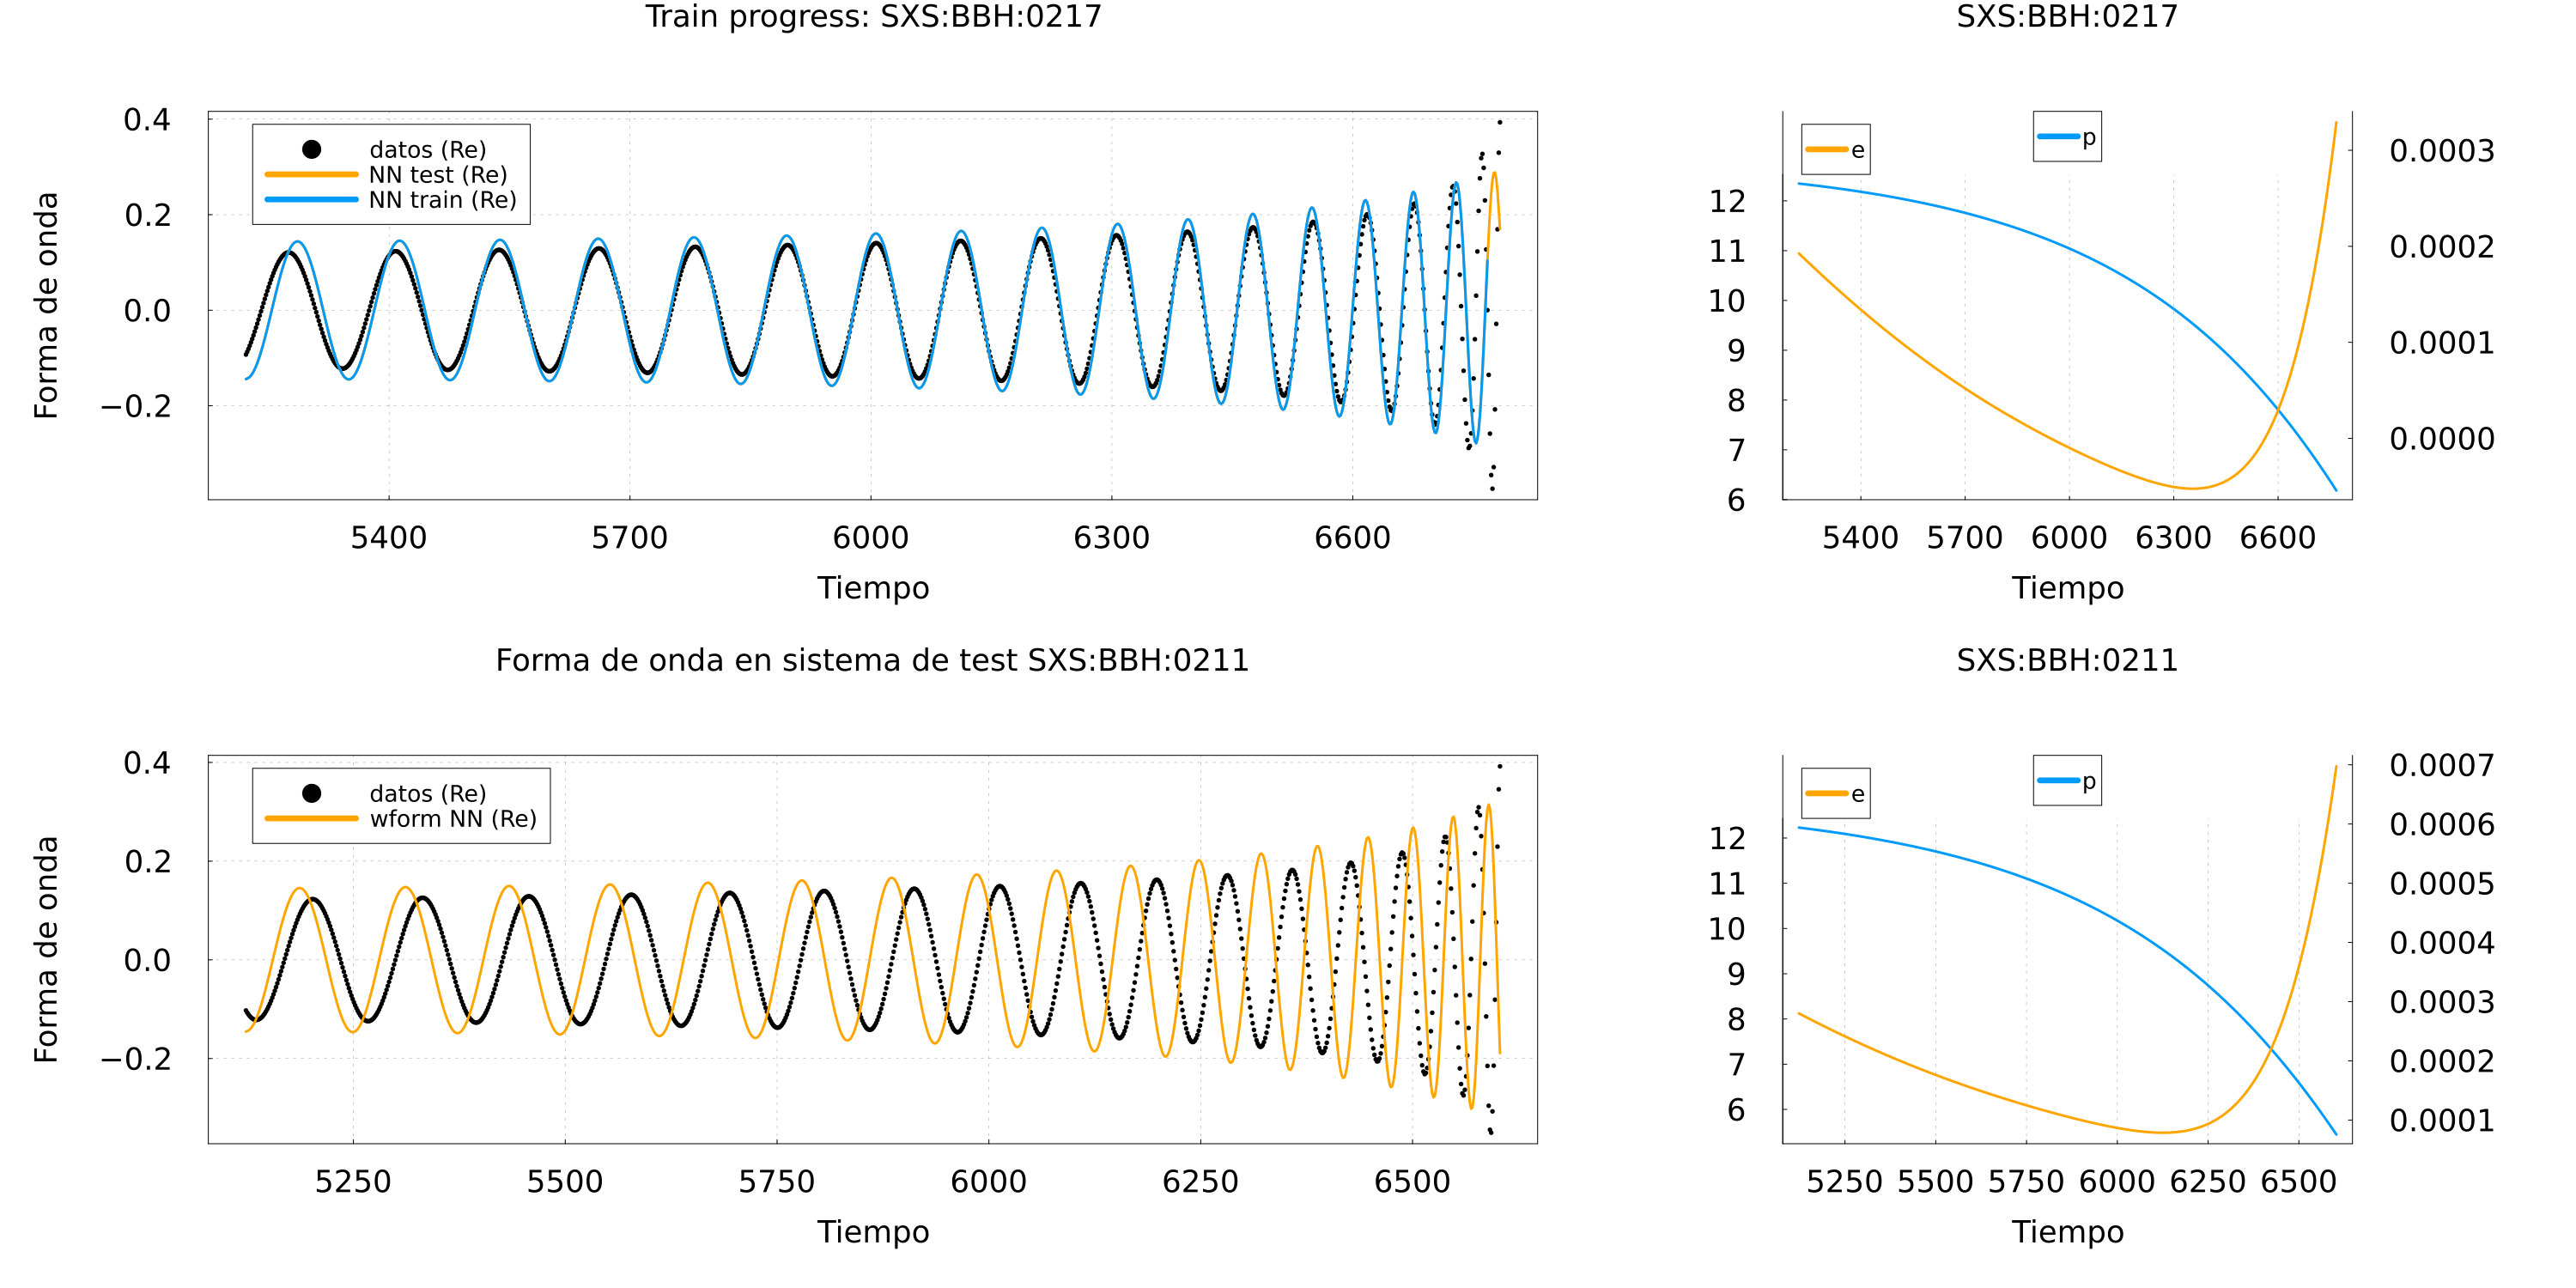 Train progress: SXS:BBH:0217
0.4
0.2
0.0
−0.2
Forma de onda
datos (Re)
NN test (Re)
NN train (Re)
5400 5700 6000 6300 6600
Tiempo
SXS:BBH:0217
12
11
10
9
8
7
6
e
p
0.0003
0.0002
0.0001
0.0000
5400 5700 6000 6300 6600
Tiempo
Forma de onda en sistema de test SXS:BBH:0211
0.4
0.2
0.0
−0.2
Forma de onda
datos (Re)
wform NN (Re)
5250 5500 5750 6000 6250 6500
Tiempo
SXS:BBH:0211
12
11
10
9
8
7
6
e
p
0.0007
0.0006
0.0005
0.0004
0.0003
0.0002
0.0001
5250 5500 5750 6000 6250 6500
Tiempo